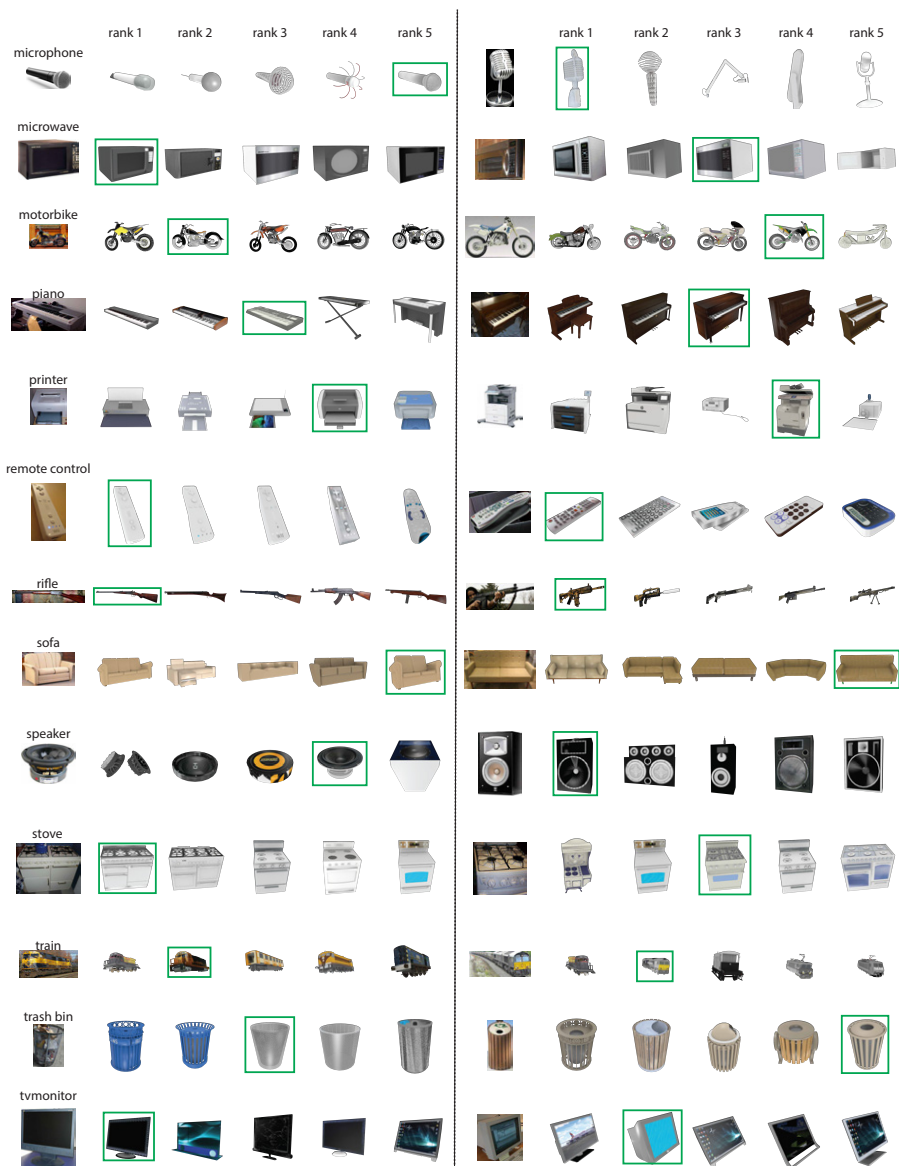 rank 1 rank 2 rank 3 rank 4 rank 5 rank 1 rank 2 rank 3 rank 4 rank 5
microphone
microwave
motorbike
piano
printer
remote control
rifle
sofa
speaker
stove
train
trash bin
tvmonitor